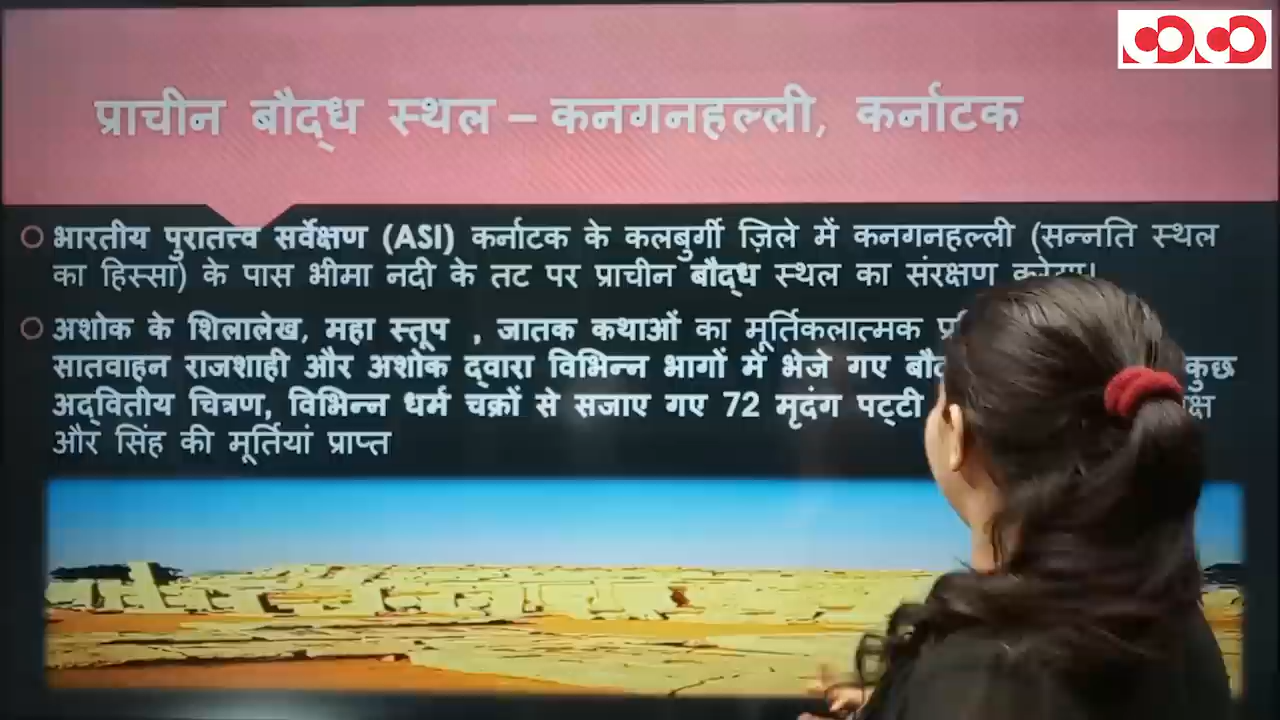 प्राचीन बौद्ध स्थल – कनगनहल्ली, कर्नाटक
भारतीय पुरातत्त्व सर्वेक्षण (ASI) कर्नाटक के कलबुर्गी ज़िले में कनगनहल्ली (सन्नति स्थल
का हिस्सा) के पास भीमा नदी के तट पर प्राचीन बौद्ध स्थल का संरक्षण करेगा।
अशोक के शिलालेख, महा स्तूप , जातक कथाओं का मूर्तिकलात्मक
सातवाहन राजशाही और अशोक द्वारा विभिन्न भागों में भेजे गए कुछ
अद्वितीय चित्रण, विभिन्न धर्म चक्रों से सजाए गए 72 मृदंग पट्टी
और सिंह की मूर्तियां प्राप्त